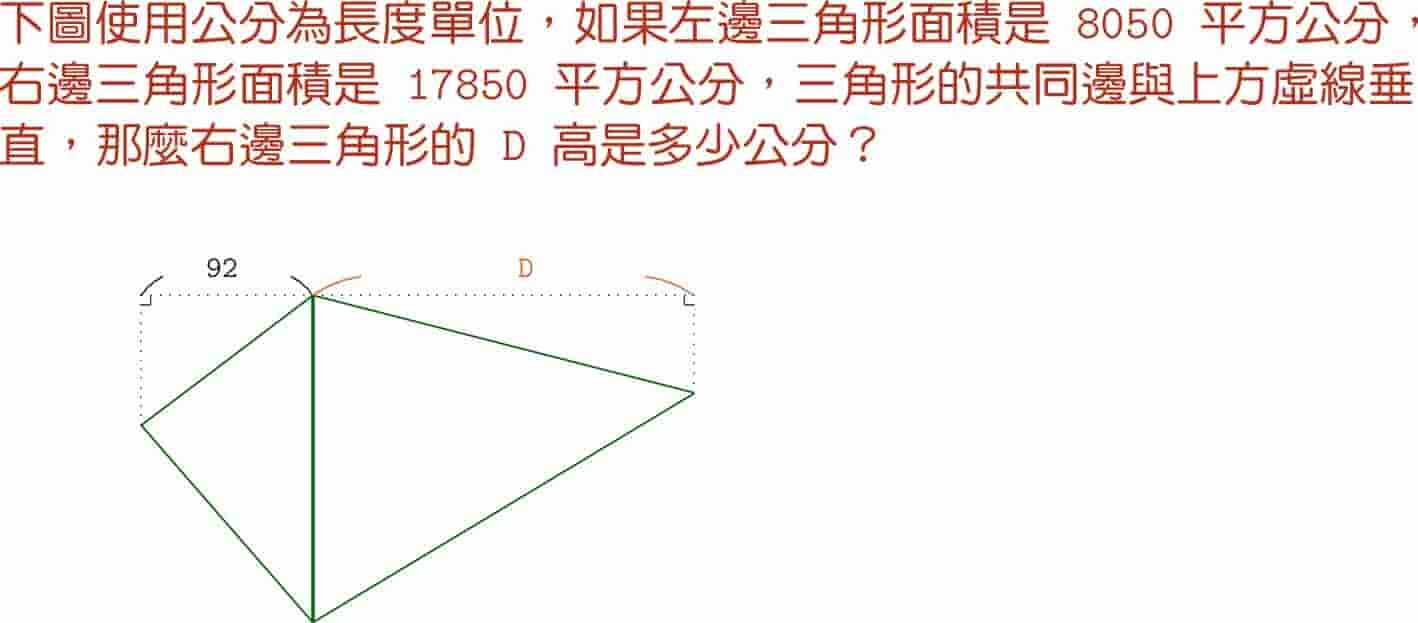 下圖使用公分為長度單位，如果左邊三角形面積是 8050 平方公分，
右邊三角形面積是 17850 平方公分，三角形的共同邊與上方虛線垂
直，那麼右邊三角形的 D 高是多少公分？
92 D